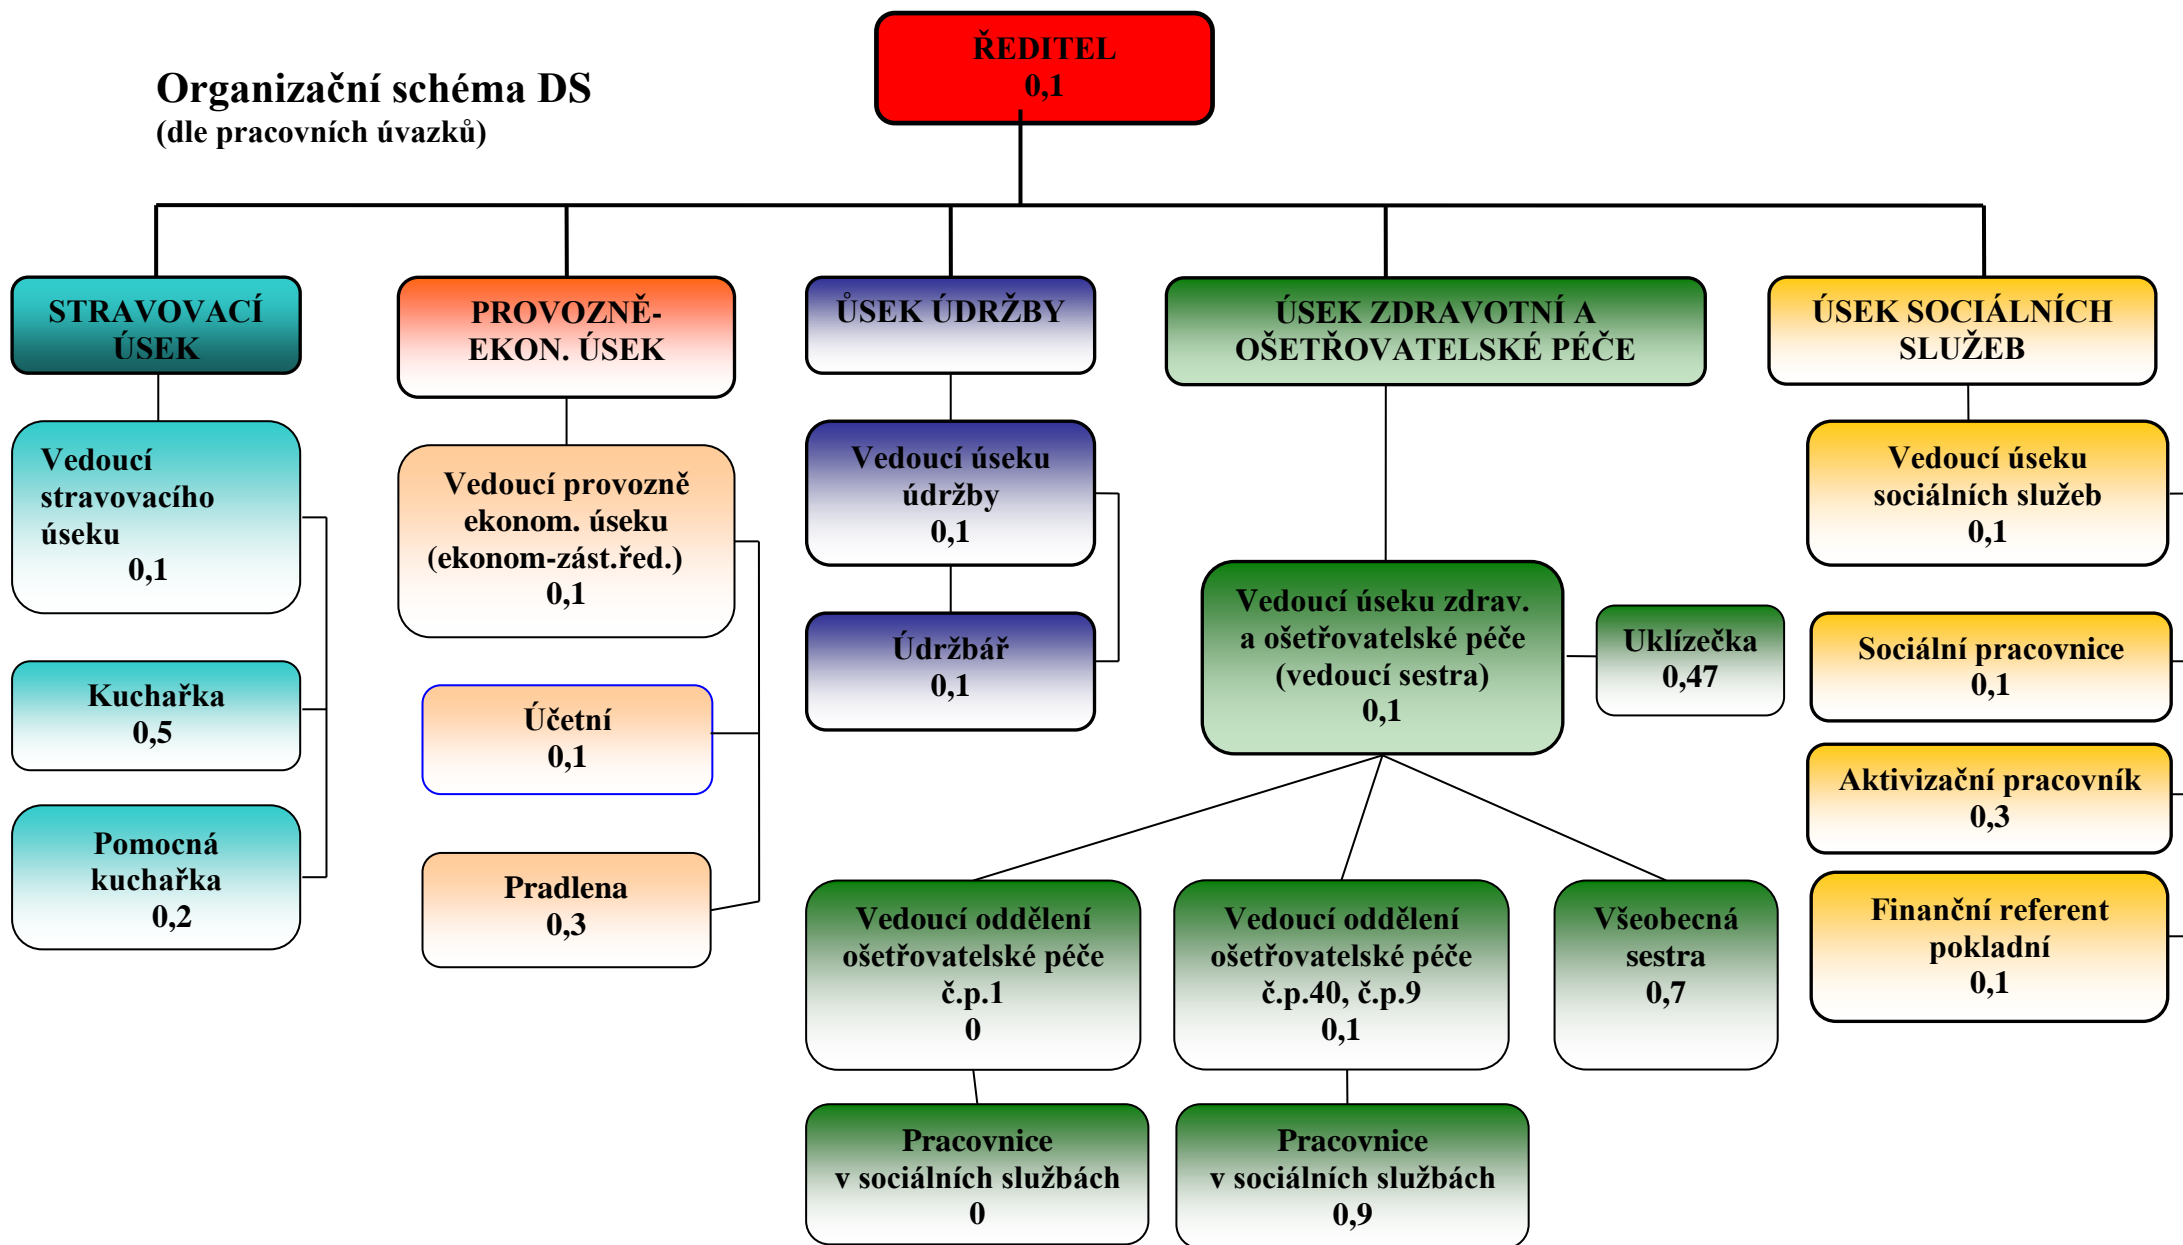 ŘEDITEL
0,1
Organizační schéma DS
(dle pracovních úvazků)
STRAVOVACÍ
ÚSEK
PROVOZNĚ-
EKON. ÚSEK
ŮSEK ÚDRŽBY
ÚSEK ZDRAVOTNÍ A
OŠETŘOVATELSKÉ PÉČE
ÚSEK SOCIÁLNÍCH
SLUŽEB
Vedoucí
stravovacího
úseku
0,1
Kuchařka
0,5
Pomocná
kuchařka
0,2
Vedoucí provozně
ekonom. úseku
(ekonom-zást.řed.)
0,1
Účetní
0,1
Pradlena
0,3
Vedoucí úseku
údržby
0,1
Údržbář
0,1
Vedoucí úseku zdrav.
a ošetřovatelské péče
(vedoucí sestra)
0,1
Uklízečka
0,47
Vedoucí oddělení
ošetřovatelské péče
č.p.1
0
Vedoucí oddělení
ošetřovatelské péče
č.p.40, č.p.9
0,1
Všeobecná
sestra
0,7
Pracovnice
v sociálních službách
0
Pracovnice
v sociálních službách
0,9
Vedoucí úseku
sociálních služeb
0,1
Sociální pracovnice
0,1
Aktivizační pracovník
0,3
Finanční referent
pokladní
0,1